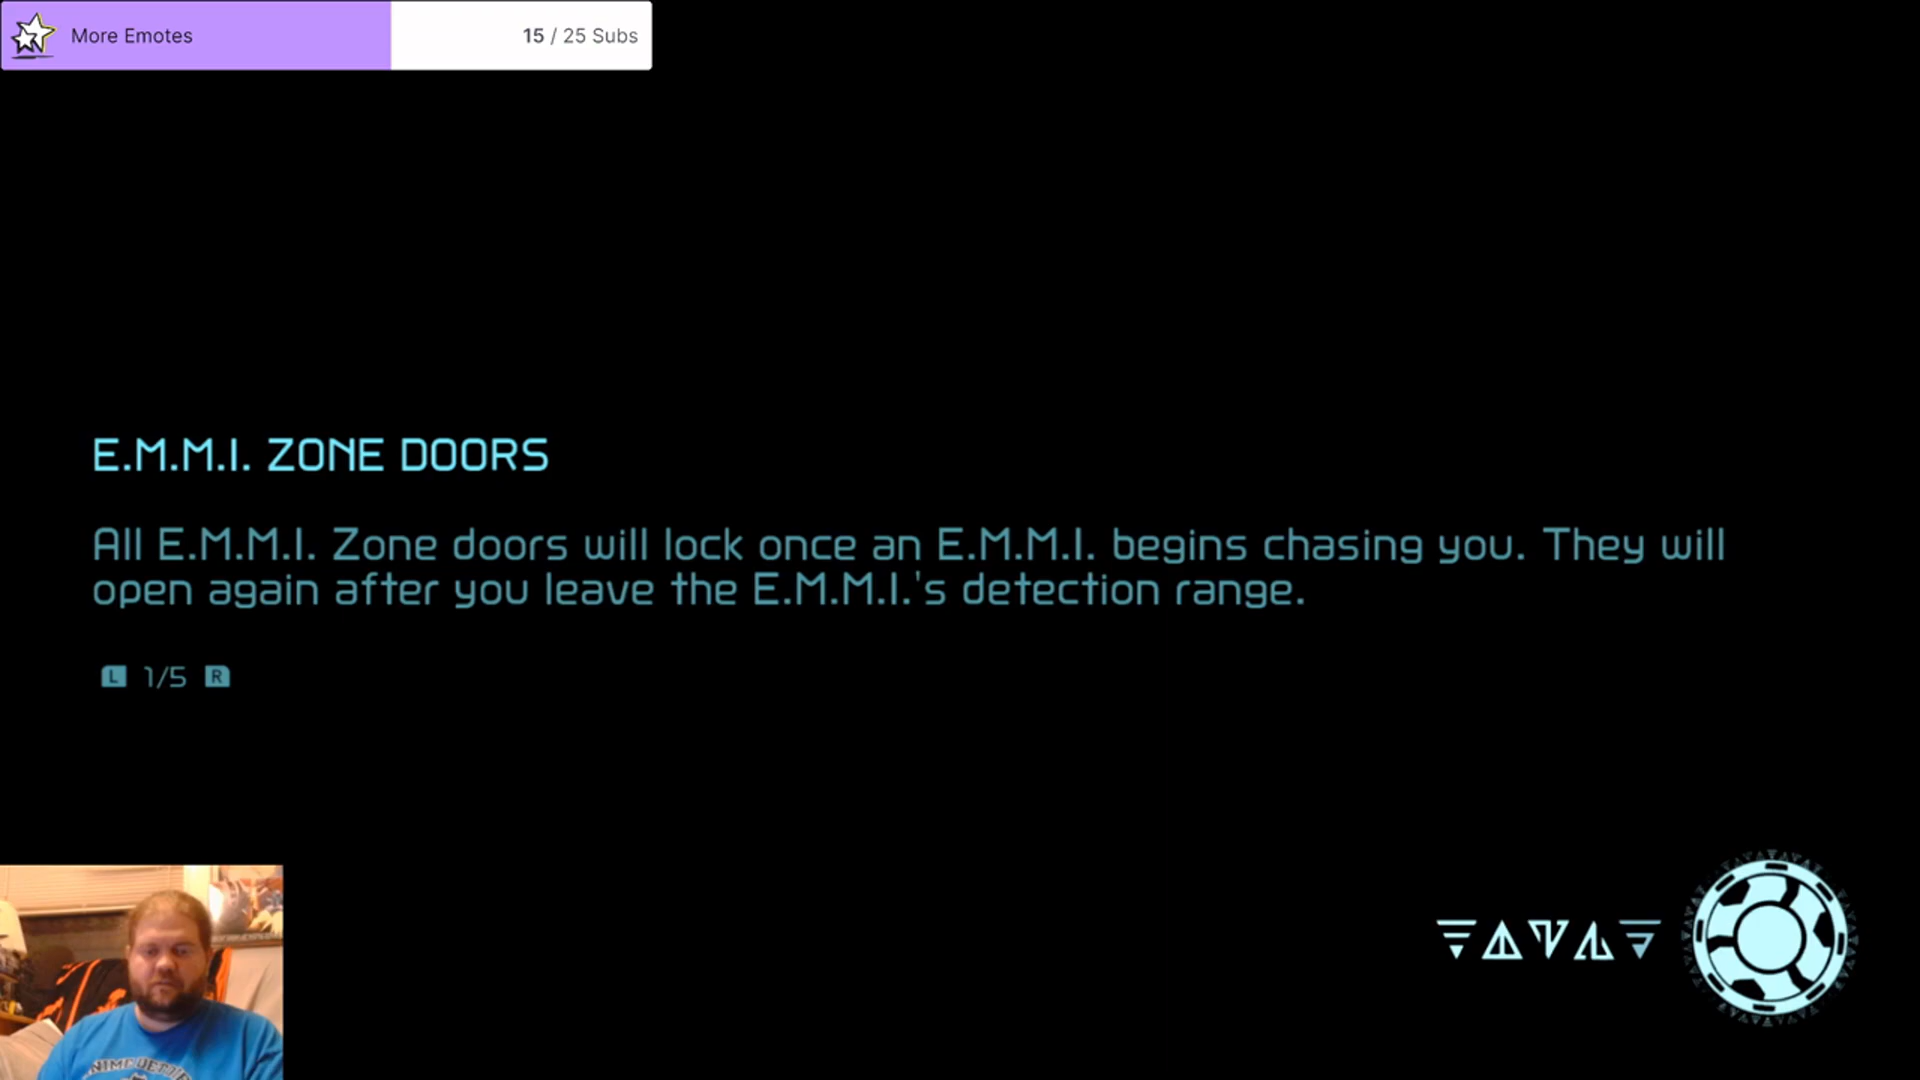 More Emotes
15 / 25 Subs
E.M.M.I. ZONE DOORS
All E.M.M.I. Zone doors will lock once an E.M.M.I. begins chasing you. They will
open again after you leave the E.M.M.I.'s detection range.
L 1/5 R